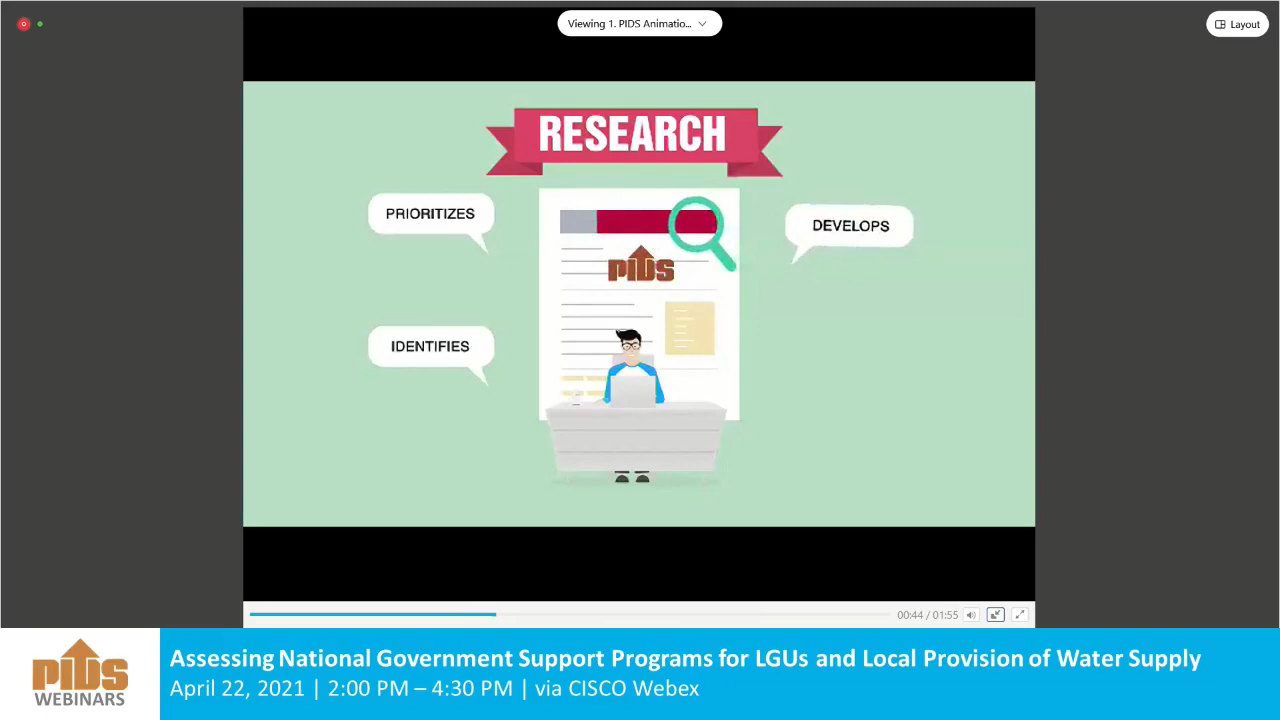 Viewing 1. PIDS Animatio...
Layout
RESEARCH
PRIORITIZES
DEVELOPS
PIDS
IDENTIFIES
00:44 / 01:55
PIDS
WEBINARS
Assessing National Government Support Programs for LGUs and Local Provision of Water Supply
April 22, 2021 | 2:00 PM – 4:30 PM | via CISCO Webex